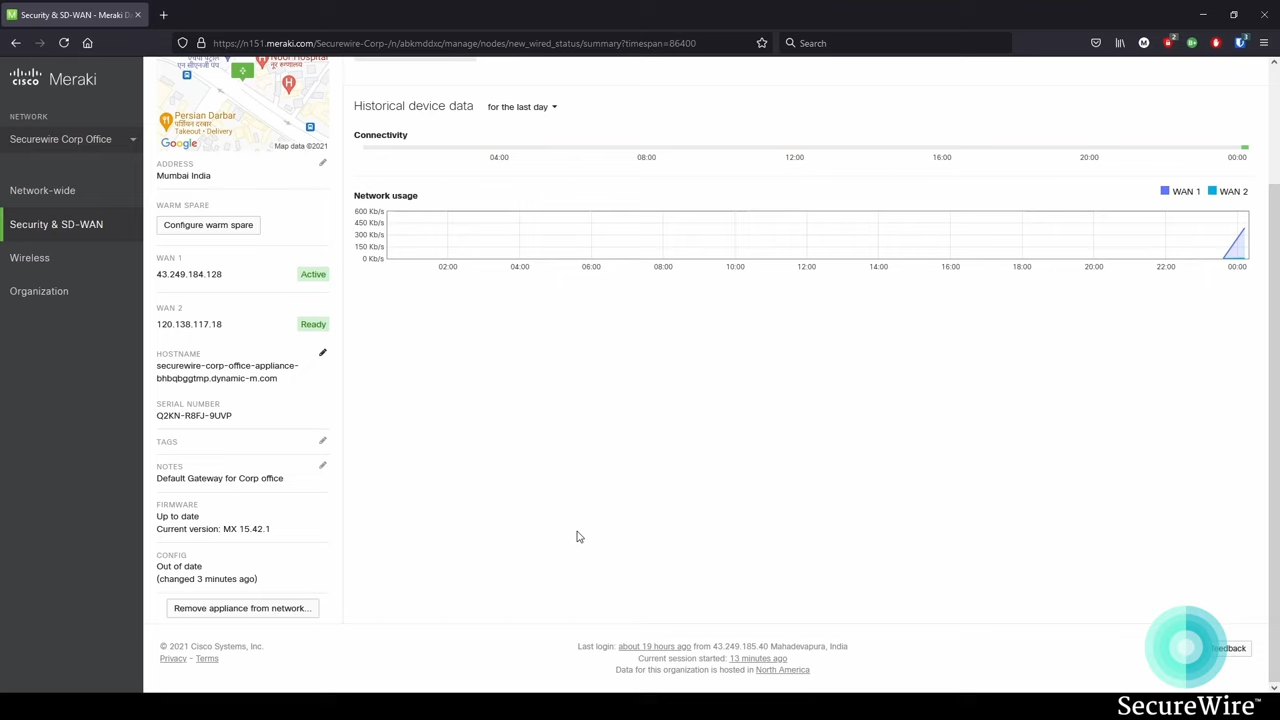 Security & SD-WAN - Meraki Da
https://n151.meraki.com/Securewire-Corp-/n/abkmddxc/manage/nodes/new_wired_status/summary?timespan=86400
Search
CISCO Meraki
NETWORK
Securewire Corp Office
Network-wide
Security & SD-WAN
Wireless
Organization
Noor Hospital
नूर रुग्णालय
Persian Darbar
Takeout • Delivery
Google
Map data ©2021
ADDRESS
Mumbai India
WARM SPARE
Configure warm spare
WAN 1
43.249.184.128 Active
WAN 2
120.138.117.18 Ready
HOSTNAME
securewire-corp-office-appliance-
bhbqbggtmp.dynamic-m.com
SERIAL NUMBER
Q2KN-R8FJ-9UVP
TAGS
NOTES
Default Gateway for Corp office
FIRMWARE
Up to date
Current version: MX 15.42.1
CONFIG
Out of date
(changed 3 minutes ago)
Remove appliance from network...
Historical device data for the last day
Connectivity
04:00 08:00 12:00 16:00 20:00 00:00
Network usage
WAN 1 WAN 2
600 Kb/s
450 Kb/s
300 Kb/s
150 Kb/s
0 Kb/s
02:00 04:00 06:00 08:00 10:00 12:00 14:00 16:00 18:00 20:00 22:00 00:00
© 2021 Cisco Systems, Inc.
Privacy - Terms
Last login: about 19 hours ago from 43.249.185.40 Mahadevapura, India
Current session started: 13 minutes ago
Data for this organization is hosted in North America
feedback
SecureWire™